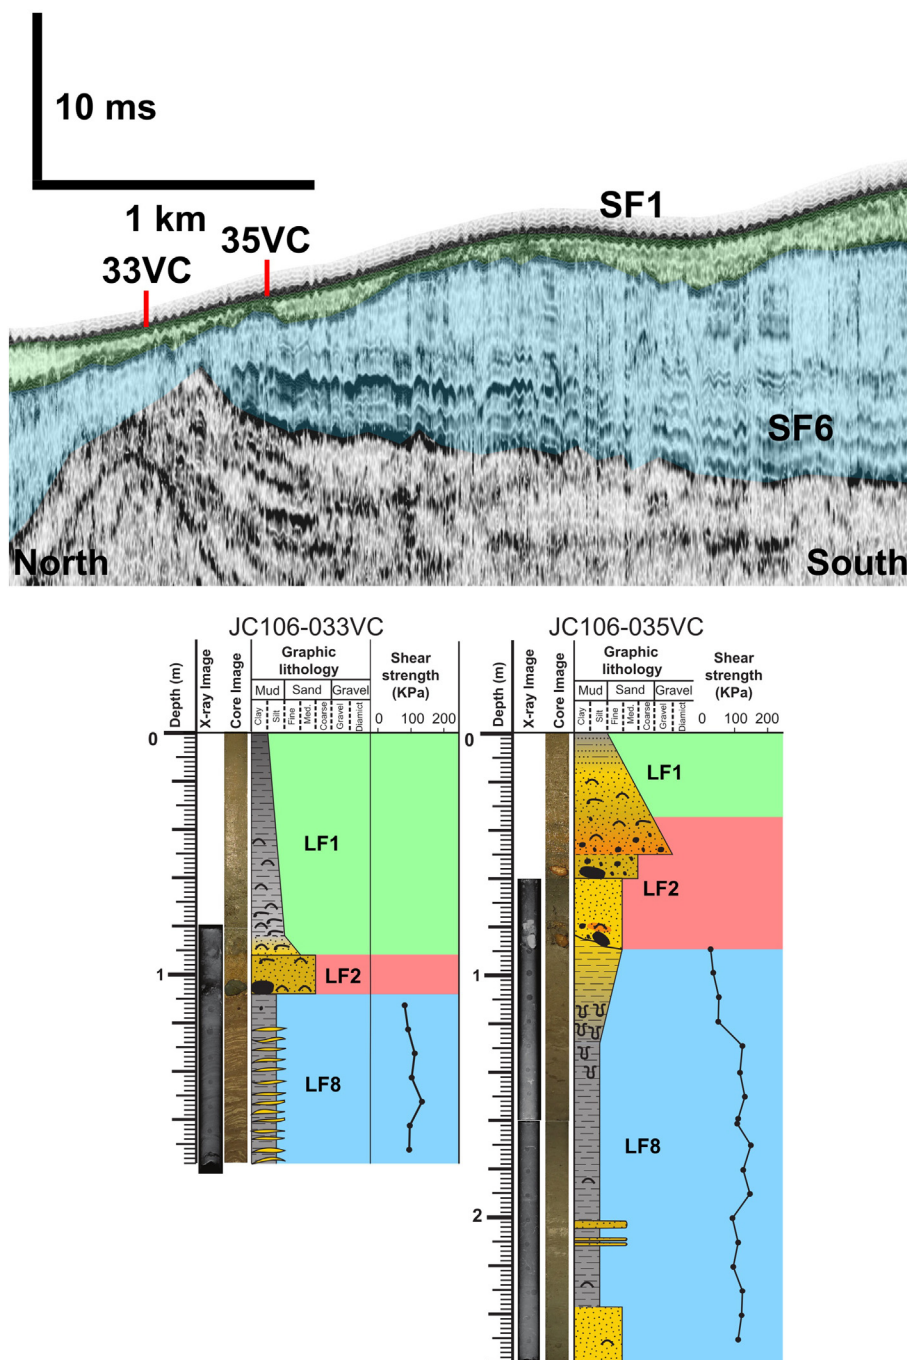 10 ms
1 km
SF1
35VC
33VC
SF6
North
South
JC106-033VC
Depth (m)
X-ray Image
Core Image
Graphic
lithology
Mud
Sand
Gravel
Clay
Silt
Fine
Med.
Coarse
Gravel
Diamict
Shear
strength
(KPa)
0
100
200
0
1
LF1
LF2
LF8
JC106-035VC
Depth (m)
X-ray Image
Core Image
Graphic
lithology
Mud
Sand
Gravel
Clay
Silt
Fine
Med.
Coarse
Gravel
Diamict
Shear
strength
(KPa)
0
100
200
0
1
2
LF1
LF2
LF8